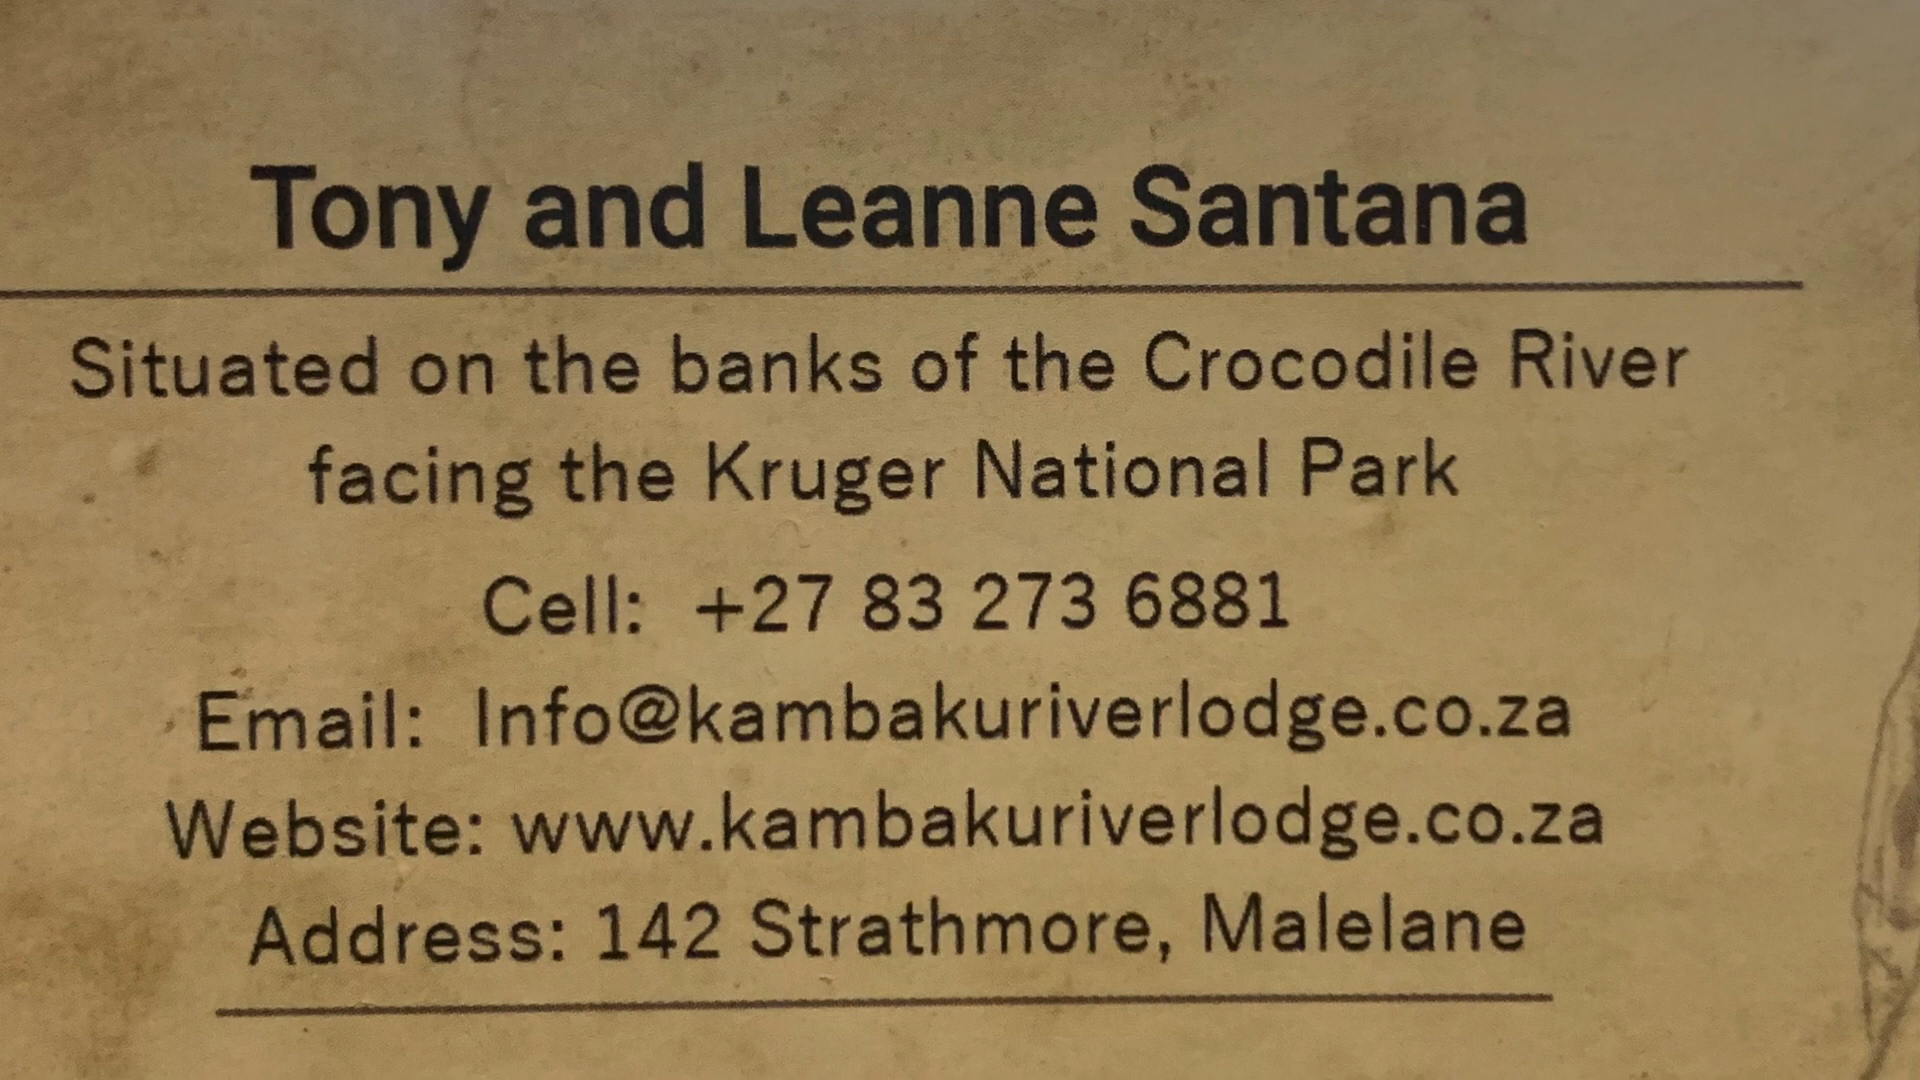 Tony and Leanne Santana
Situated on the banks of the Crocodile River
facing the Kruger National Park
Cell: +27 83 273 6881
Email: Info@kambakuriverlodge.co.za
Website: www.kambakuriverlodge.co.za
Address: 142 Strathmore, Malelane